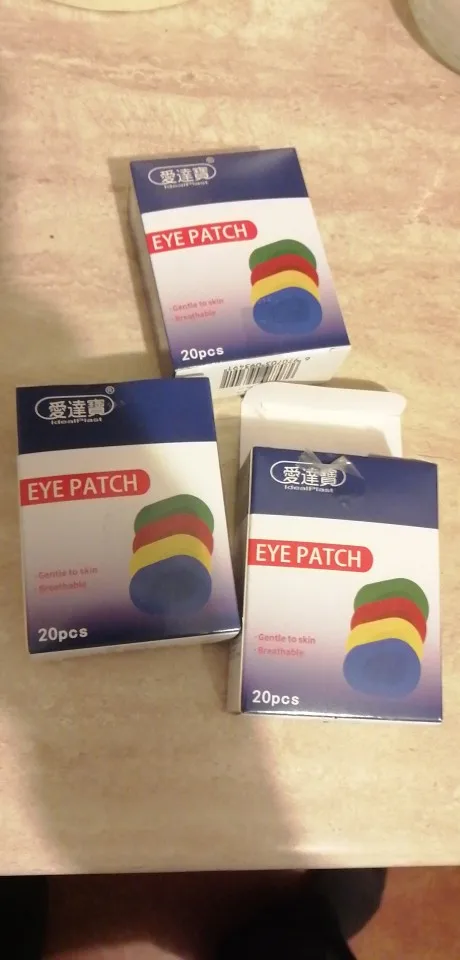 愛達寶®
IdealPlast
EYE PATCH
· Gentle to skin
· Breathable
20pcs
愛達寶®
IdealPlast
EYE PATCH
· Gentle to skin
· Breathable
20pcs
愛達寶
IdealPlast
EYE PATCH
· Gentle to skin
· Breathable
20pcs